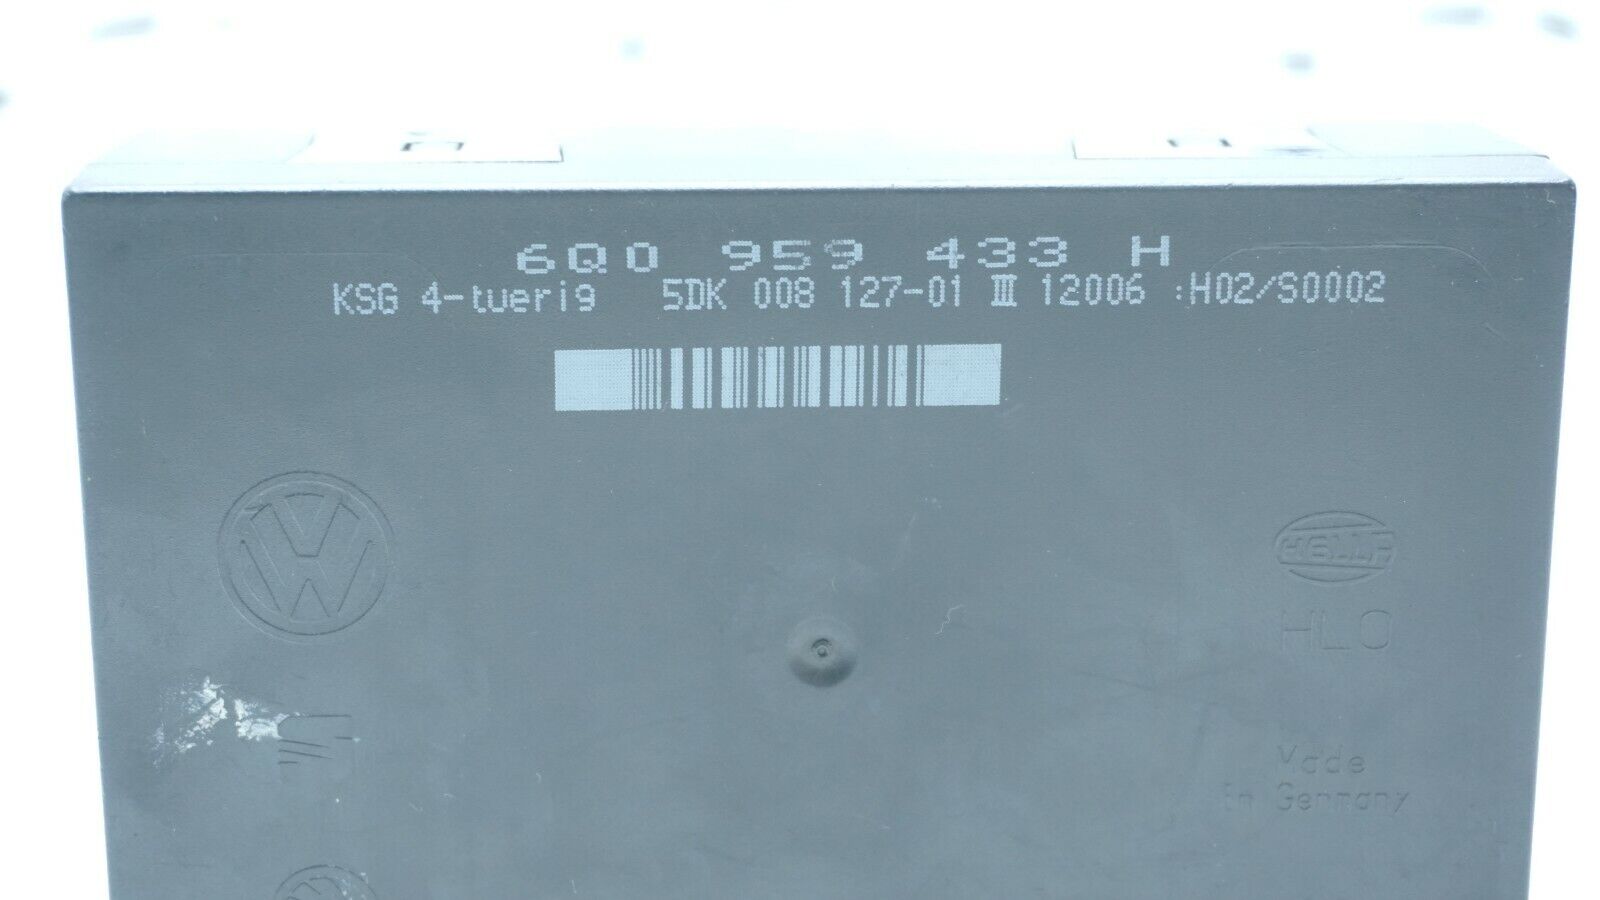 6Q0 959 433 H
KSG 4-tuerig 5DK 008 127-01 III 12006 :H02/S0002
VW
HELLA
HLO
Made
in Germany